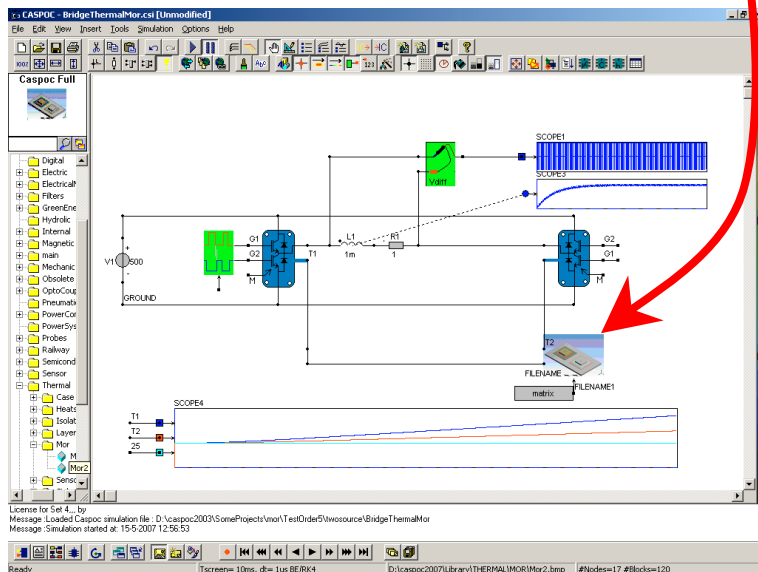 CASPOC - BridgeThermalMor.csi [Unmodified]
File Edit View Insert Tools Simulation Options Help
Caspoc Full
Digital
Electric
ElectricalM
Filters
GreenEne
Hydrolic
Internal
Magnetic
main
Mechanic
Obsolete
OptoCoup
Pneumatic
PowerCor
PowerSys
Probes
Railway
Semicond
Sensor
Thermal
Case
Heats
Isolat
Layer
Mor
M
Mor2
Sensc
SCOPE1
Vdiff
SCOPE3
G1
G2
M
T1
L1
1m
R1
1
G2
G1
M
V1
+
500
-
GROUND
T2
FILENAME
FILENAME1
matrix
SCOPE4
T1
T2
25
License for Set 4,,, by
Message :Loaded Caspoc simulation file : D:\caspoc2003\SomeProjects\mor\TestOrder5\twosource\BridgeThermalMor
Message :Simulation started at: 15-5-2007 12:56:53
Ready
Tscreen= 10ms, dt= 1us BE/RK4
D:\caspoc2007\Library\THERMAL\MOR\Mor2.bmp
#Nodes=17 #Blocks=120